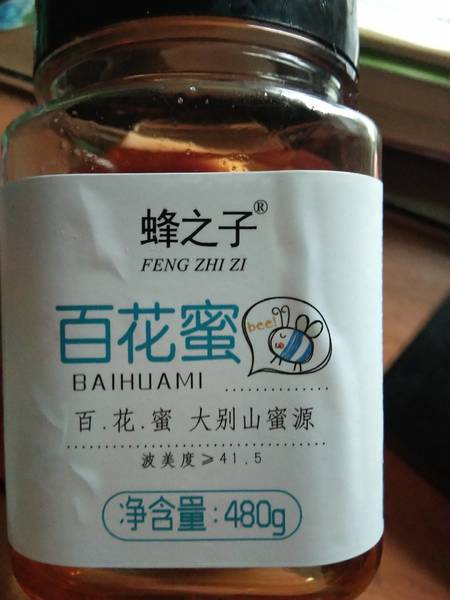 蜂之子®
FENG ZHI ZI
百花蜜
bee!
BAIHUAMI
百.花.蜜 大别山蜜源
波美度≥41.5
净含量:480g